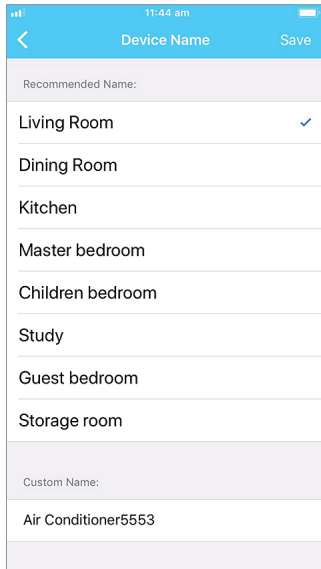 11:44 am
Device Name Save
Recommended Name:
Living Room
Dining Room
Kitchen
Master bedroom
Children bedroom
Study
Guest bedroom
Storage room
Custom Name:
Air Conditioner5553